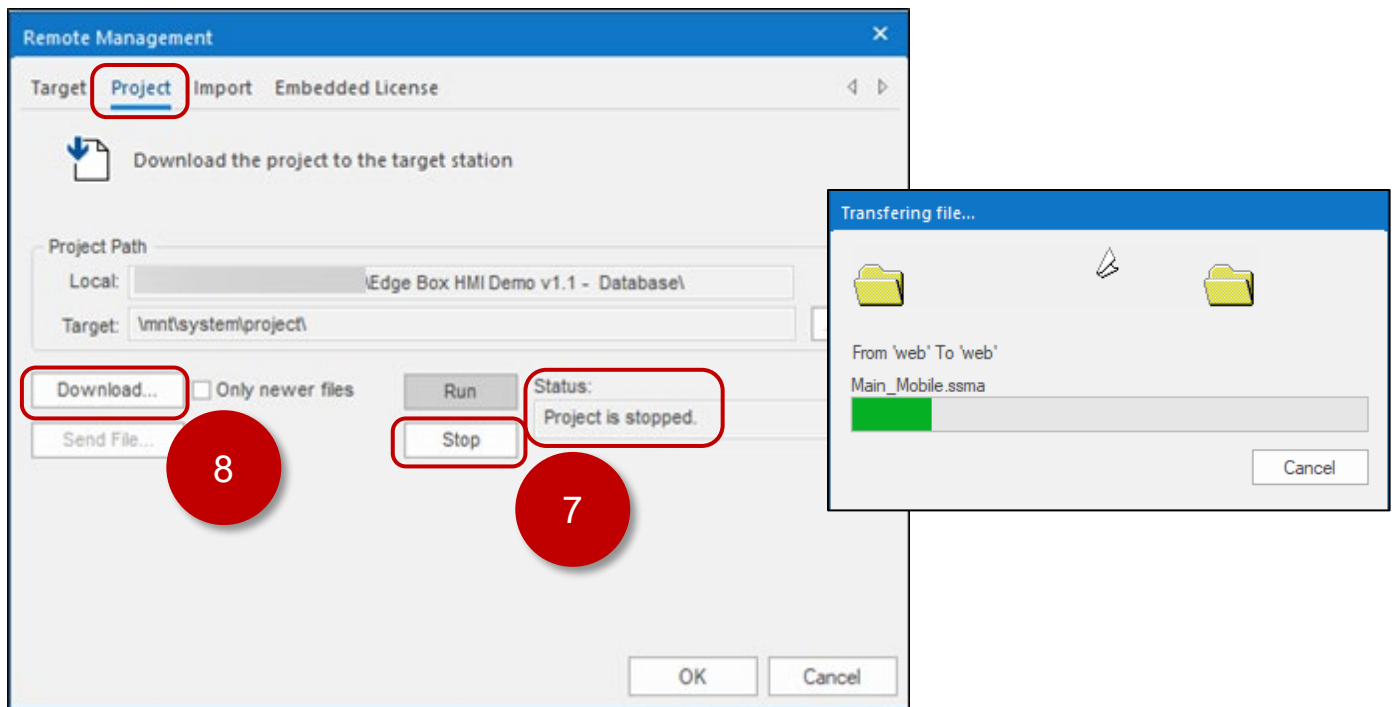 Remote Management
Target Project Import Embedded License
Download the project to the target station
Project Path
Local: \Edge Box HMI Demo v1.1 - Database\
Target: \mnt\system\project\
Download... Only newer files Run Status:
Project is stopped.
Send File... Stop
8
7
OK Cancel
Transfering file...
From 'web' To 'web'
Main_Mobile.ssma
Cancel